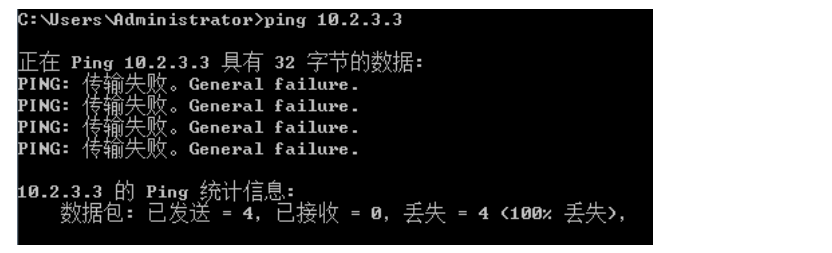 C:\Users\Administrator>ping 10.2.3.3
正在 Ping 10.2.3.3 具有 32 字节的数据:
PING: 传输失败。General failure.
PING: 传输失败。General failure.
PING: 传输失败。General failure.
PING: 传输失败。General failure.
10.2.3.3 的 Ping 统计信息:
数据包: 已发送 = 4, 已接收 = 0, 丢失 = 4 (100% 丢失),